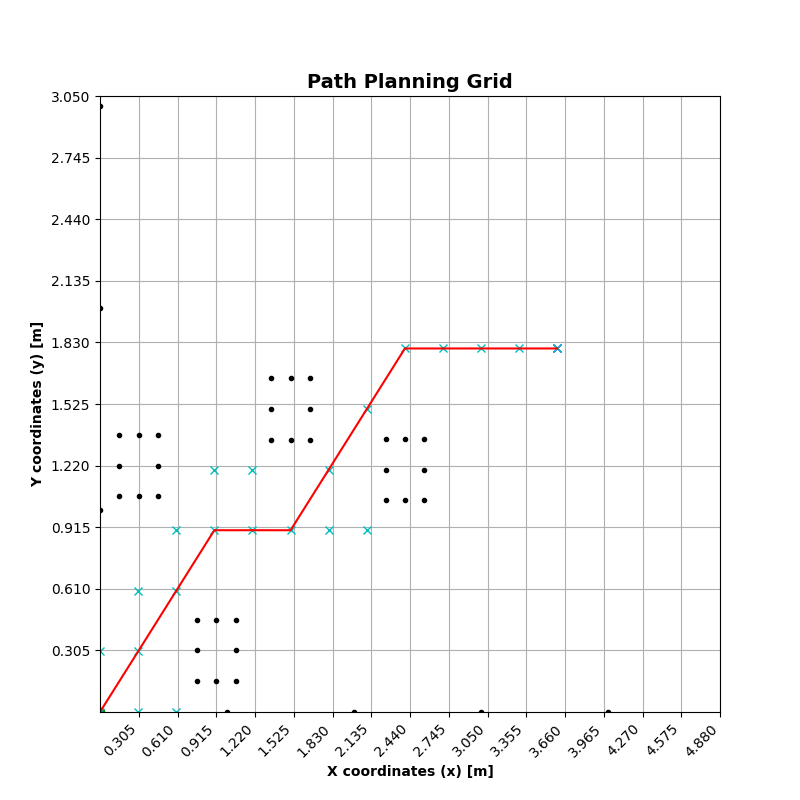 Path Planning Grid
3.050
2.745
2.440
2.135
1.830
1.525
1.220
0.915
0.610
0.305
Y coordinates (y) [m]
0.305 0.610 0.915 1.220 1.525 1.830 2.135 2.440 2.745 3.050 3.355 3.660 3.965 4.270 4.575 4.880
X coordinates (x) [m]